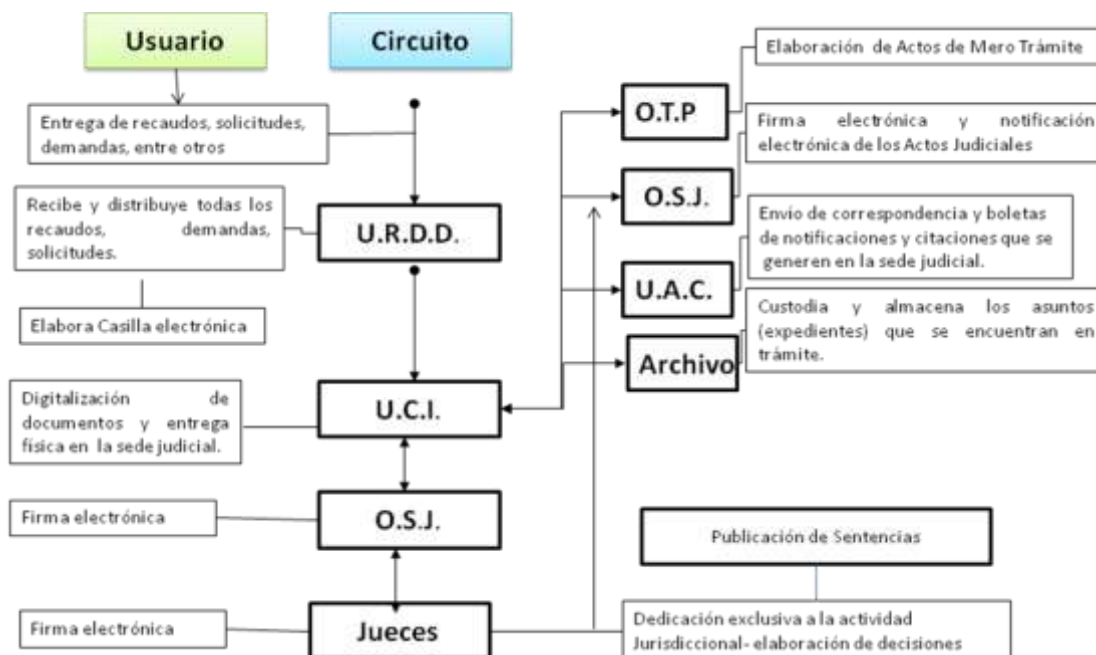 Usuario
Circuito
Entrega de recaudos, solicitudes,
demandas, entre otros
Recibe y distribuye todas los
recaudos, demandas,
solicitudes.
Elabora Casilla electrónica
Digitalización de
documentos y entrega
física en la sede judicial.
Firma electrónica
Firma electrónica
U.R.D.D.
U.C.I.
O.S.J.
Jueces
O.T.P
O.S.J.
U.A.C.
Archivo
Elaboración de Actos de Mero Trámite
Firma electrónica y notificación
electrónica de los Actos Judiciales
Envío de correspondencia y boletas
de notificaciones y citaciones que se
generen en la sede judicial.
Custodia y almacena los asuntos
(expedientes) que se encuentran en
trámite.
Publicación de Sentencias
Dedicación exclusiva a la actividad
Jurisdiccional- elaboración de decisiones